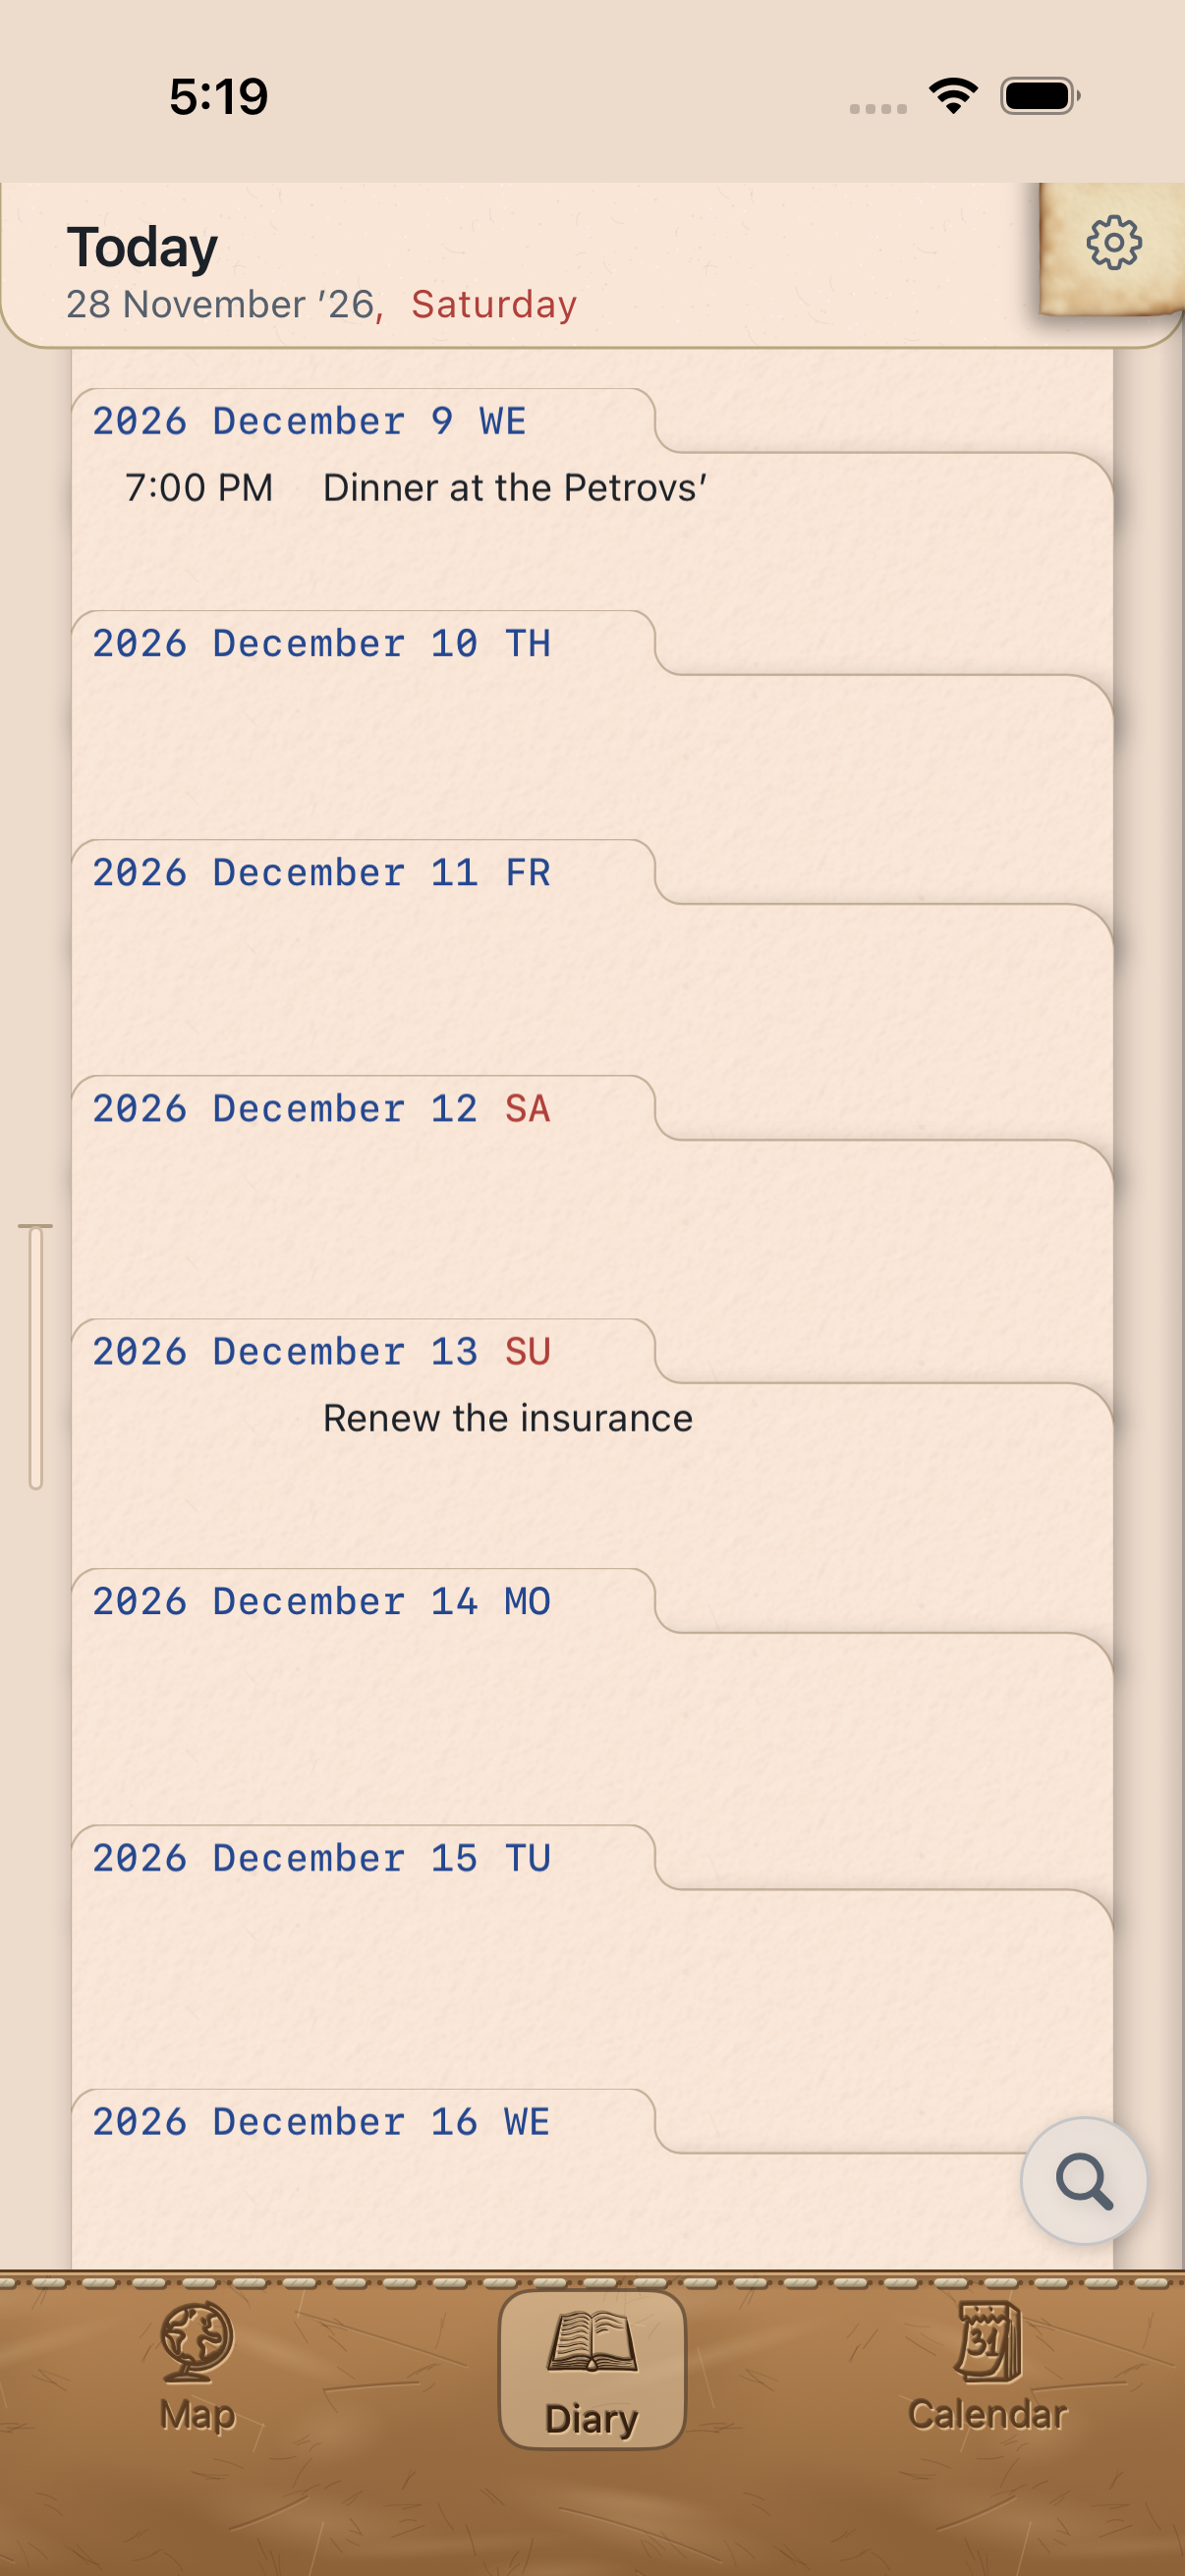 5:19
Today
28 November ’26, Saturday
2026 December 9 WE
7:00 PM Dinner at the Petrovs’
2026 December 10 TH
2026 December 11 FR
2026 December 12 SA
2026 December 13 SU
Renew the insurance
2026 December 14 MO
2026 December 15 TU
2026 December 16 WE
31
Map
Diary
Calendar